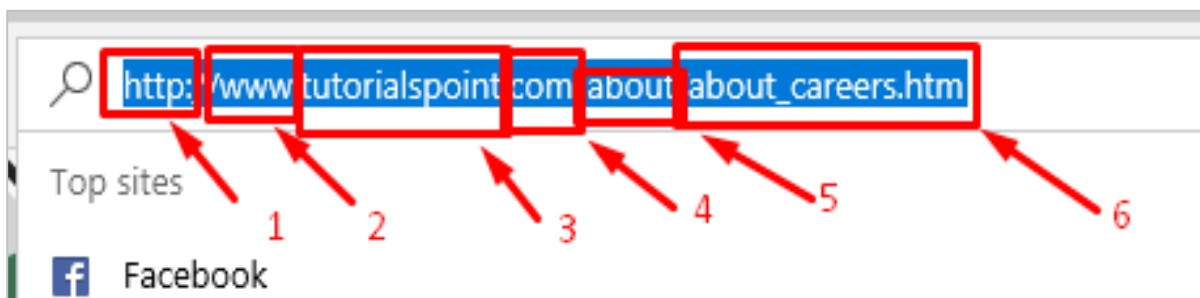 http://www.tutorialspoint.com/about/about_careers.htm
Top sites
1 2 3 4 5 6
f Facebook